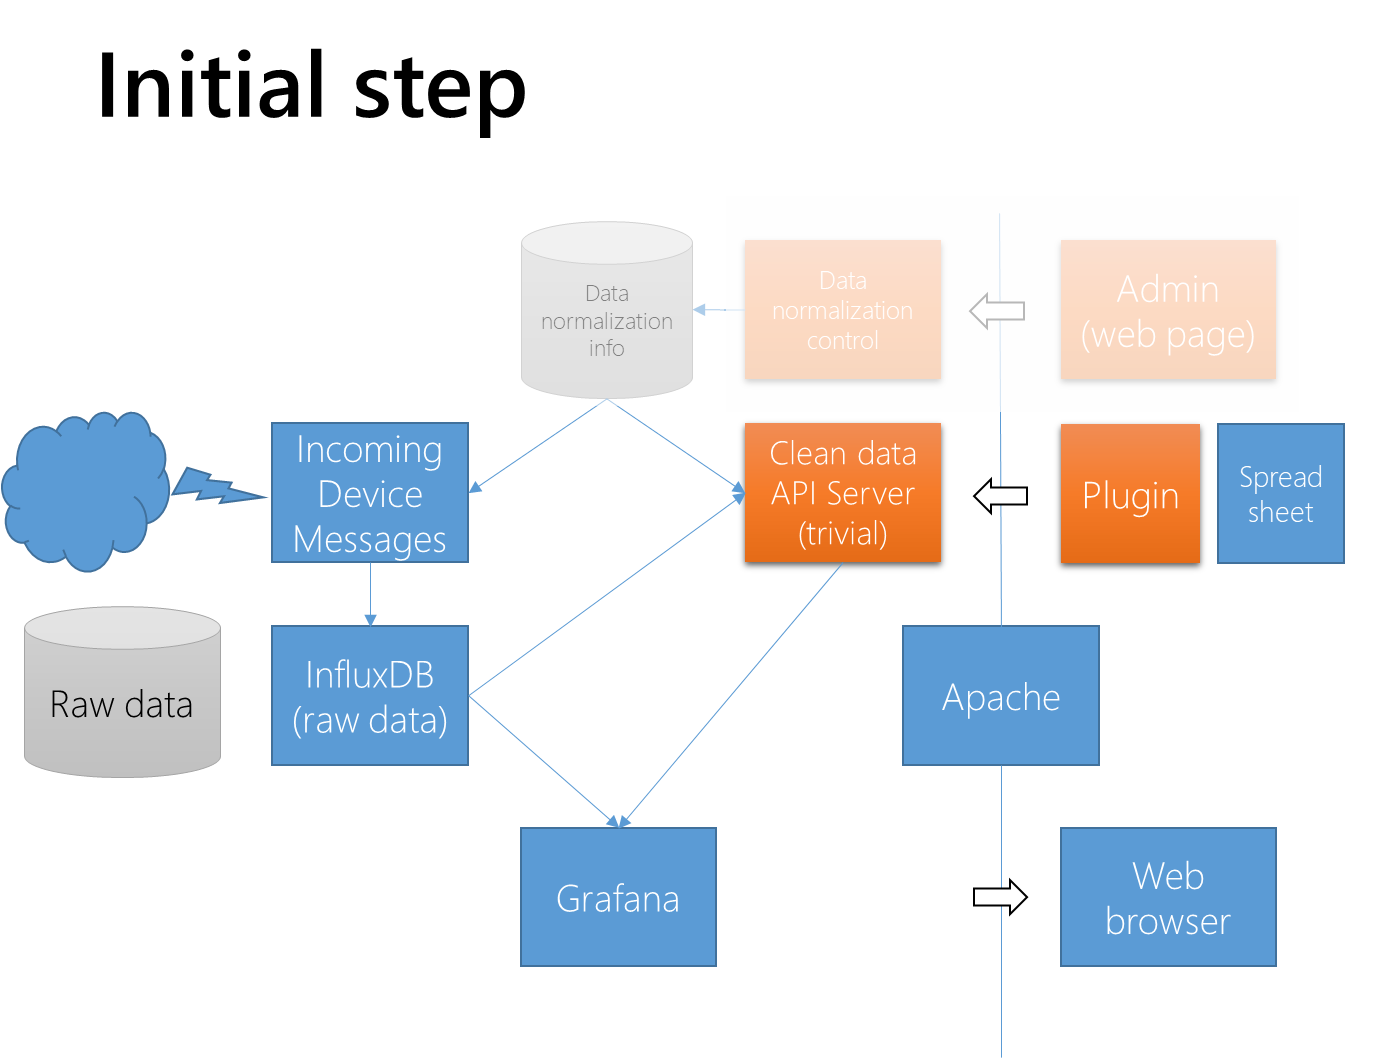 Initial step
Data
normalization
info
Data
normalization
control
Admin
(web page)
Incoming
Device
Messages
Clean data
API Server
(trivial)
Plugin
Spread
sheet
Raw data
InfluxDB
(raw data)
Apache
Grafana
Web
browser